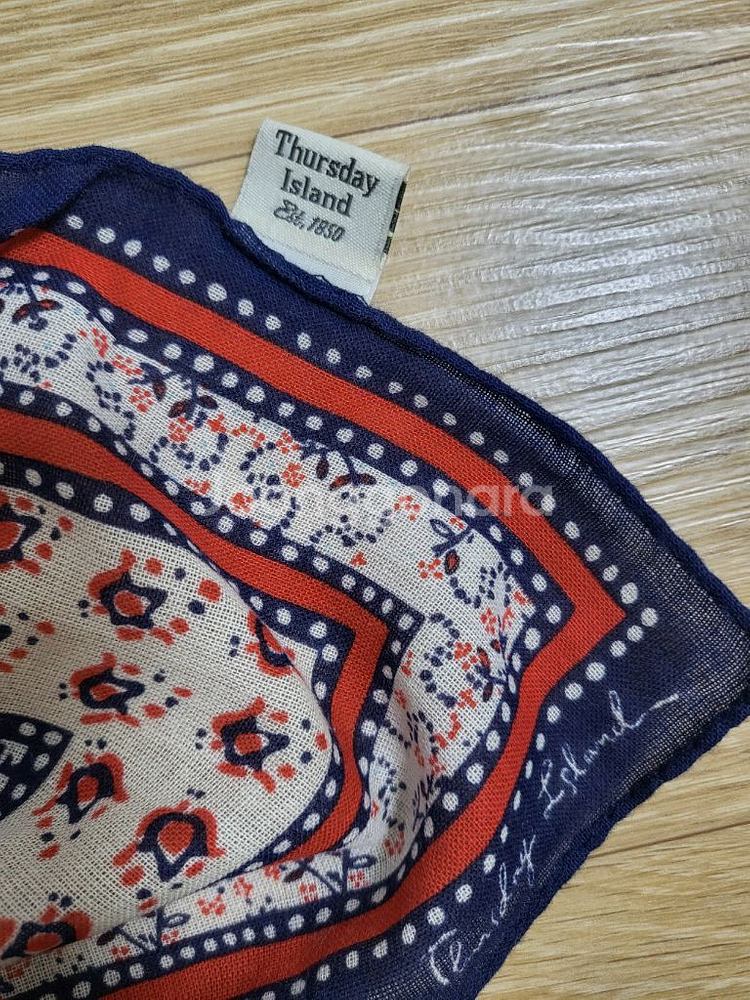 Thursday
Island
Est. 1850
Thursday Island